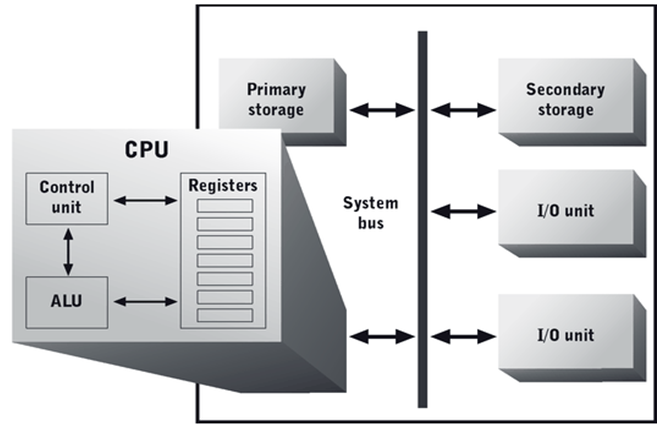 Primary
storage
Secondary
storage
CPU
Control
unit
Registers
System
bus
I/O unit
ALU
I/O unit